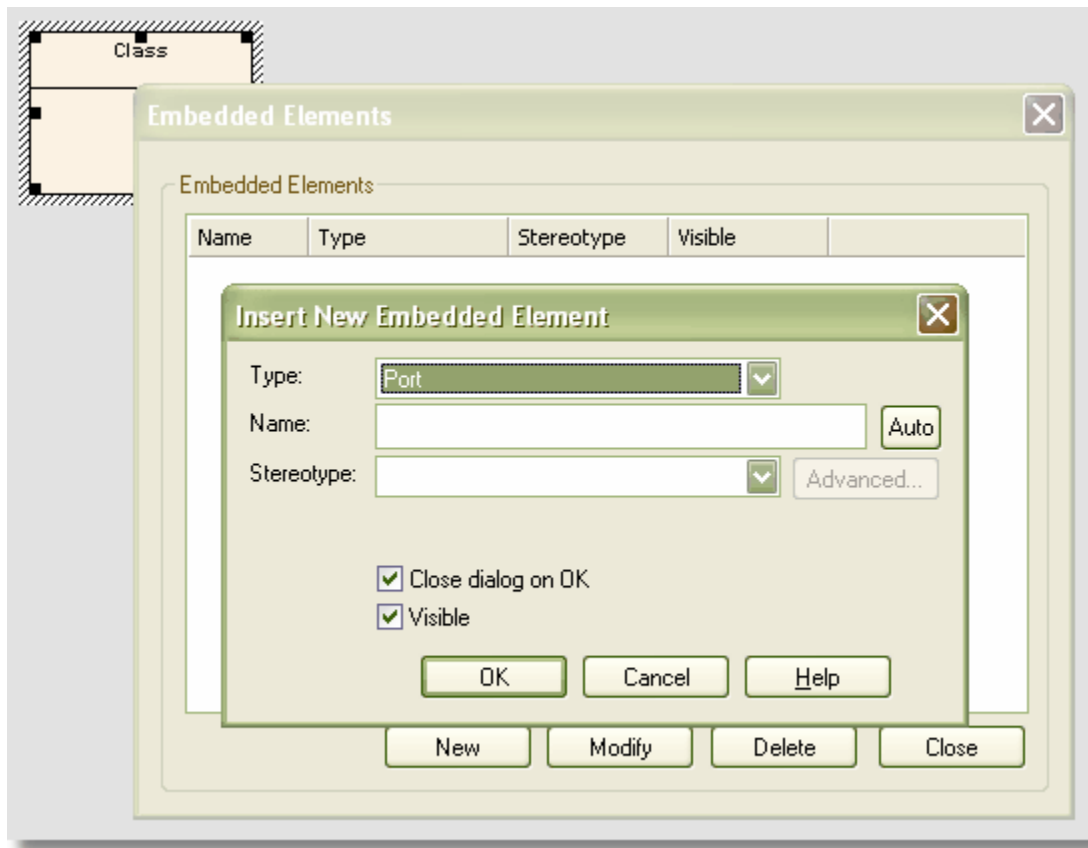 Class
Embedded Elements
Embedded Elements
Name Type Stereotype Visible
Insert New Embedded Element
Type: Port
Name: Auto
Stereotype: Advanced...
Close dialog on OK
Visible
OK Cancel Help
New Modify Delete Close